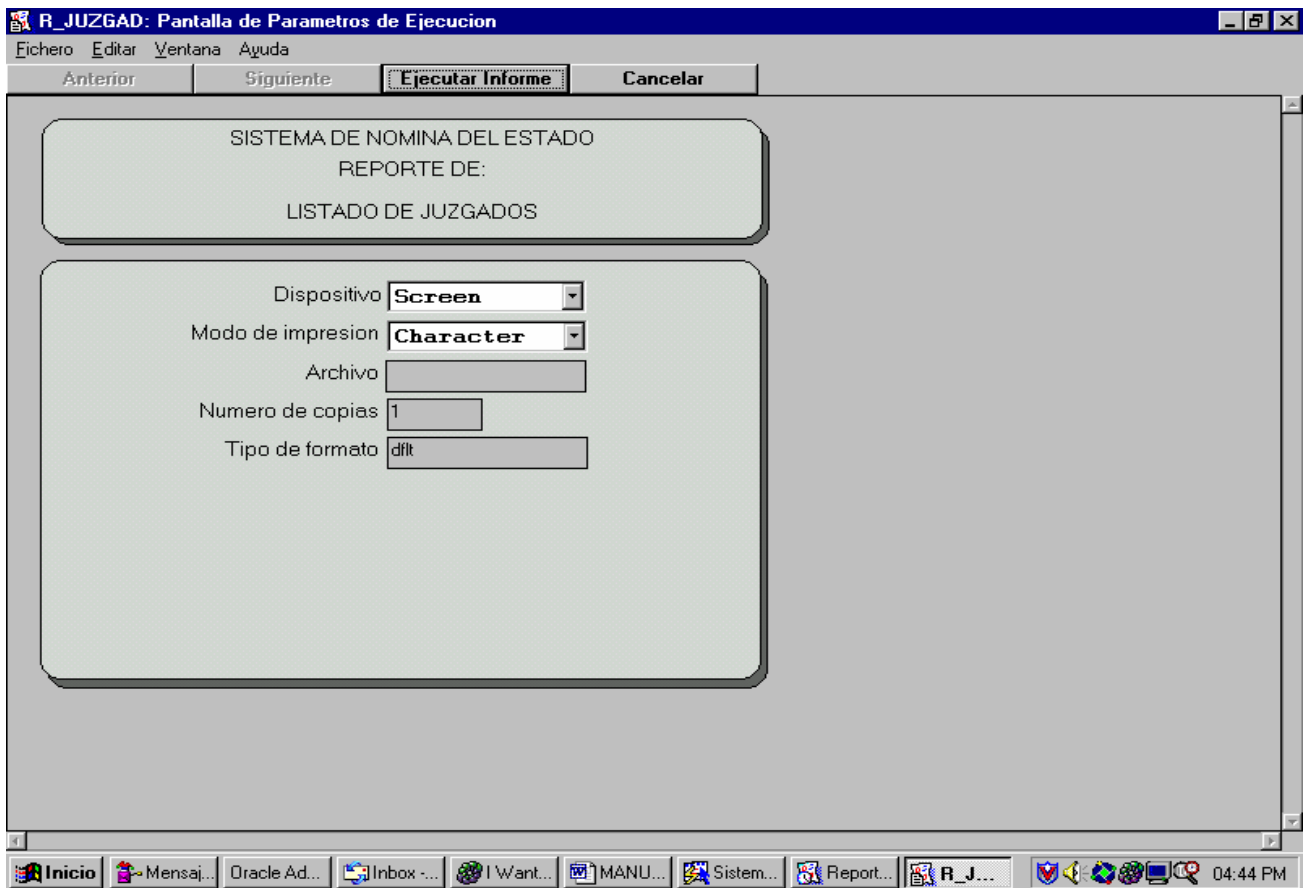 R_JUZGAD: Pantalla de Parametros de Ejecucion
Fichero Editar Ventana Ayuda
Anterior Siguiente Ejecutar Informe Cancelar
SISTEMA DE NOMINA DEL ESTADO
REPORTE DE:
LISTADO DE JUZGADOS
Dispositivo Screen
Modo de impresion Character
Archivo
Numero de copias 1
Tipo de formato dflt
Inicio Mensaj... Oracle Ad... Inbox -... I Want... MANU... Sistem... Report... R_J... 04:44 PM